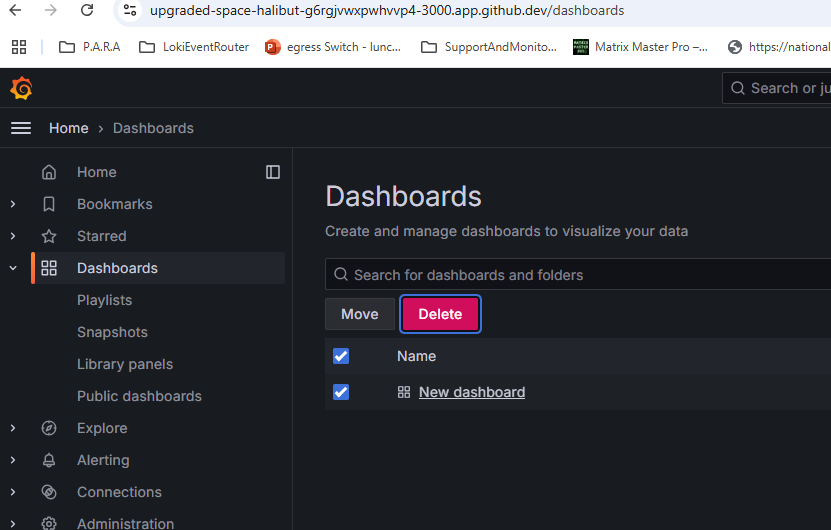 upgraded-space-halibut-g6rgjvwxpwhvvp4-3000.app.github.dev/dashboards
P.A.R.A LokiEventRouter egress Switch - lunc... SupportAndMonito... Matrix Master Pro –... https://national
Search or ju
Home › Dashboards
Home
Bookmarks
Starred
Dashboards
Playlists
Snapshots
Library panels
Public dashboards
Explore
Alerting
Connections
Administration
Dashboards
Create and manage dashboards to visualize your data
Search for dashboards and folders
Move Delete
Name
New dashboard